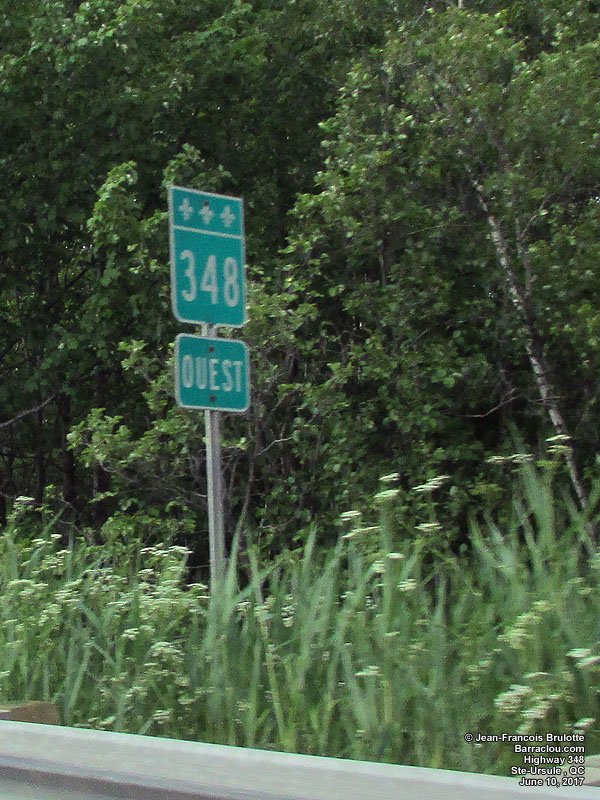 348
OUEST
© Jean-Francois Brulotte
Barraclou.com
Highway 348
Ste-Ursule , QC
June 10, 2017